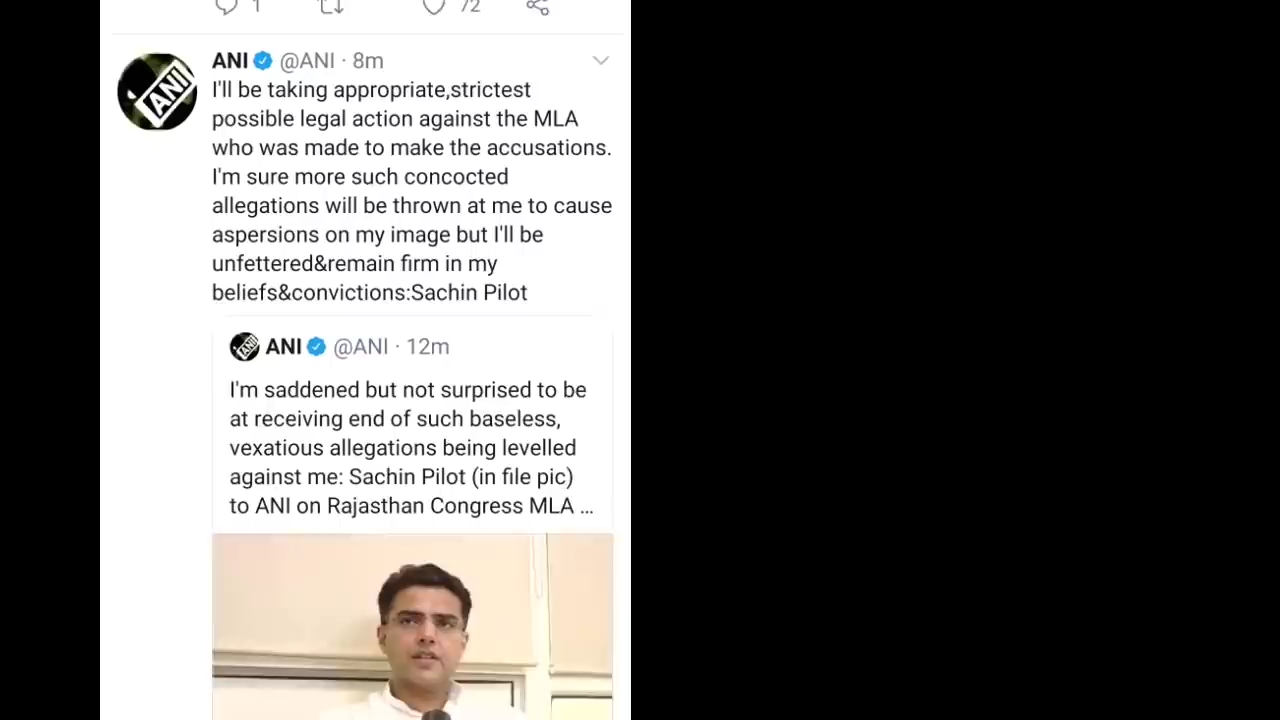 1 72
ANI @ANI · 8m
I'll be taking appropriate,strictest
possible legal action against the MLA
who was made to make the accusations.
I'm sure more such concocted
allegations will be thrown at me to cause
aspersions on my image but I'll be
unfettered&remain firm in my
beliefs&convictions:Sachin Pilot
ANI
ANI @ANI · 12m
I'm saddened but not surprised to be
at receiving end of such baseless,
vexatious allegations being levelled
against me: Sachin Pilot (in file pic)
to ANI on Rajasthan Congress MLA ...
ANI